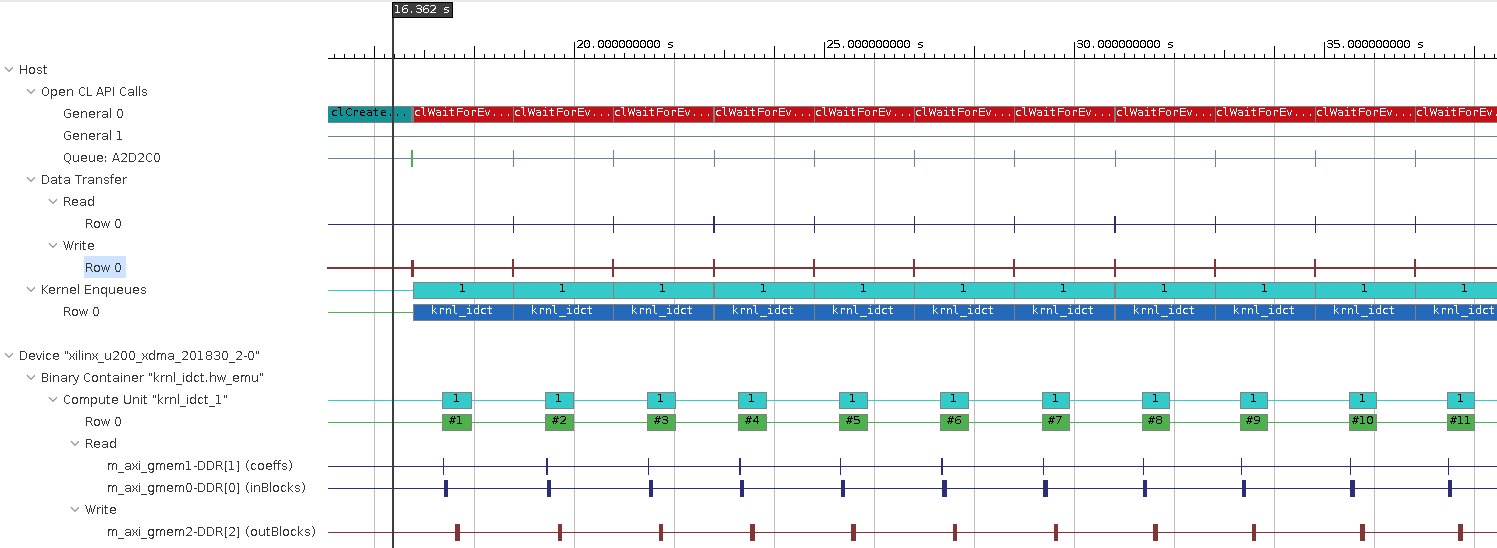 16.362 s
20.000000000 s 25.000000000 s 30.000000000 s 35.000000000 s
Host
Open CL API Calls
General 0 clCreate... clWaitForEv... clWaitForEv... clWaitForEv... clWaitForEv... clWaitForEv... clWaitForEv... clWaitForEv... clWaitForEv... clWaitForEv... clWaitForEv... clWaitForEv...
General 1
Queue: A2D2C0
Data Transfer
Read
Row 0
Write
Row 0
Kernel Enqueues 1 1 1 1 1 1 1 1 1 1 1
Row 0 krnl_idct krnl_idct krnl_idct krnl_idct krnl_idct krnl_idct krnl_idct krnl_idct krnl_idct krnl_idct krnl_idct
Device "xilinx_u200_xdma_201830_2-0"
Binary Container "krnl_idct.hw_emu"
Compute Unit "krnl_idct_1" 1 1 1 1 1 1 1 1 1 1 1
Row 0 #1 #2 #3 #4 #5 #6 #7 #8 #9 #10 #11
Read
m_axi_gmem1-DDR[1] (coeffs)
m_axi_gmem0-DDR[0] (inBlocks)
Write
m_axi_gmem2-DDR[2] (outBlocks)